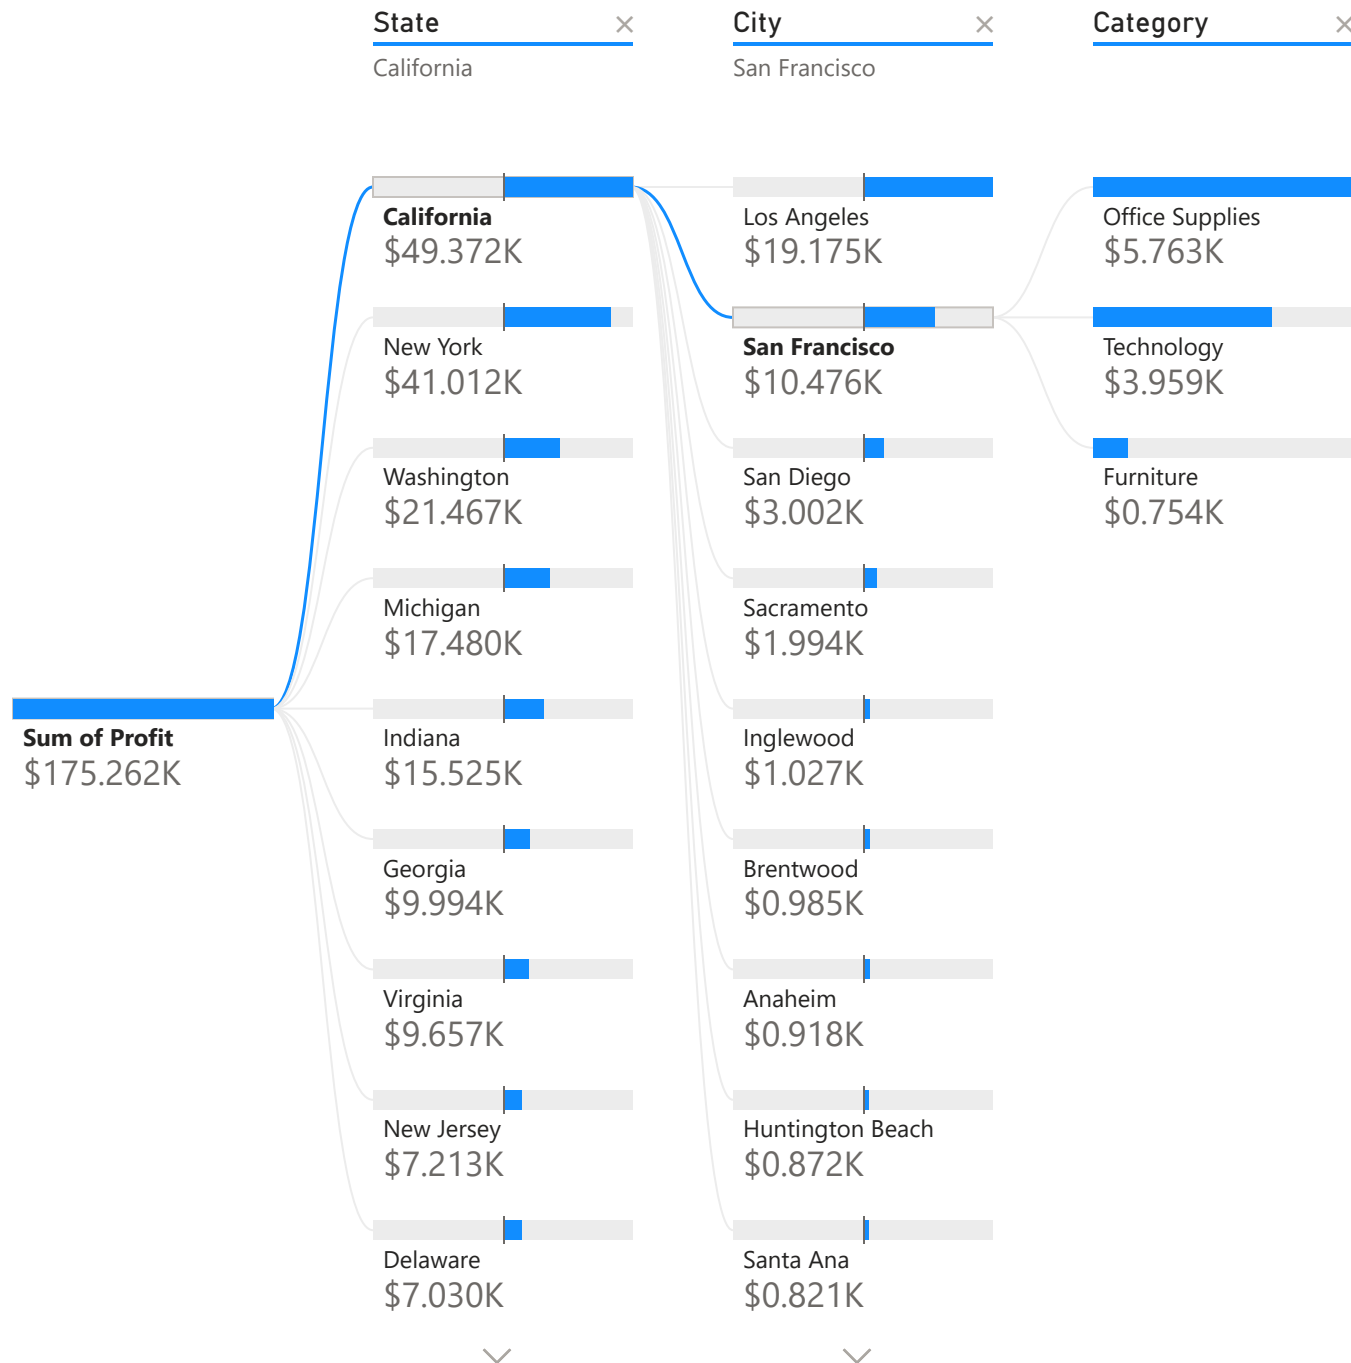 State
City
Category
California
San Francisco
California
$49.372K
New York
$41.012K
Washington
$21.467K
Michigan
$17.480K
Indiana
$15.525K
Georgia
$9.994K
Virginia
$9.657K
New Jersey
$7.213K
Delaware
$7.030K
Sum of Profit
$175.262K
Los Angeles
$19.175K
San Francisco
$10.476K
San Diego
$3.002K
Sacramento
$1.994K
Inglewood
$1.027K
Brentwood
$0.985K
Anaheim
$0.918K
Huntington Beach
$0.872K
Santa Ana
$0.821K
Office Supplies
$5.763K
Technology
$3.959K
Furniture
$0.754K